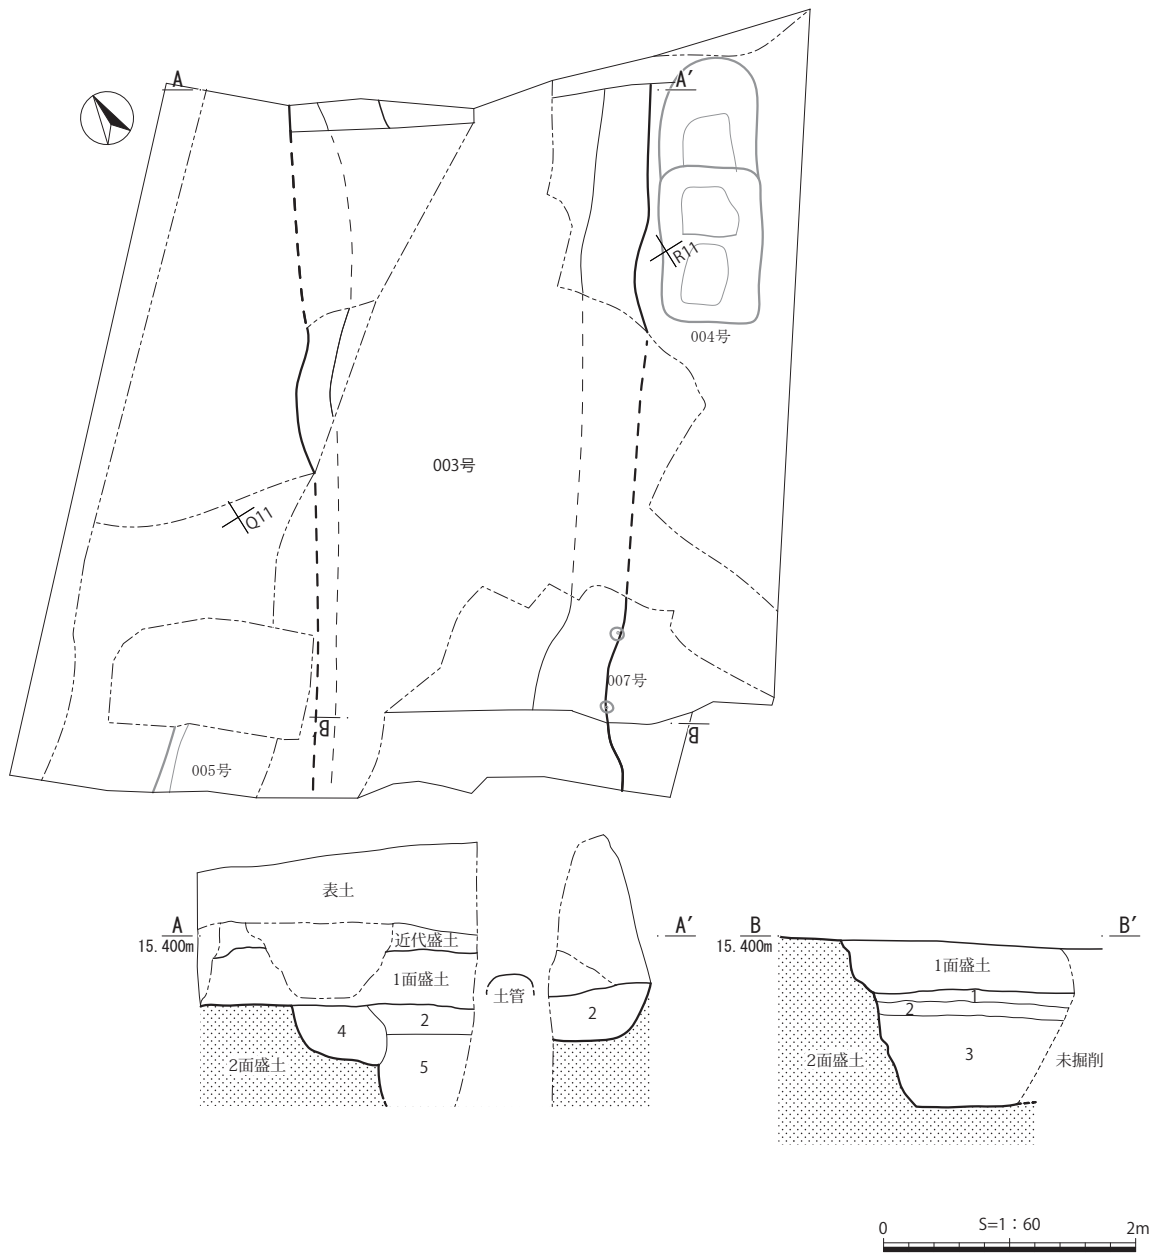 A
A′
R11
004号
003号
Q11
007号
B
B
005号
表土
A
15.400m
近代盛土
1面盛土
土管
A′
2
4
2
2面盛土
5
B
15.400m
B′
1面盛土
1
2
3
2面盛土
未掘削
0
S=1：60
2m